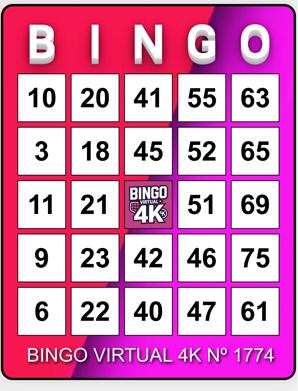 B I N G O
10 20 41 55 63
3 18 45 52 65
11 21 BINGO VIRTUAL 4K 51 69
9 23 42 46 75
6 22 40 47 61
BINGO VIRTUAL 4K Nº 1774